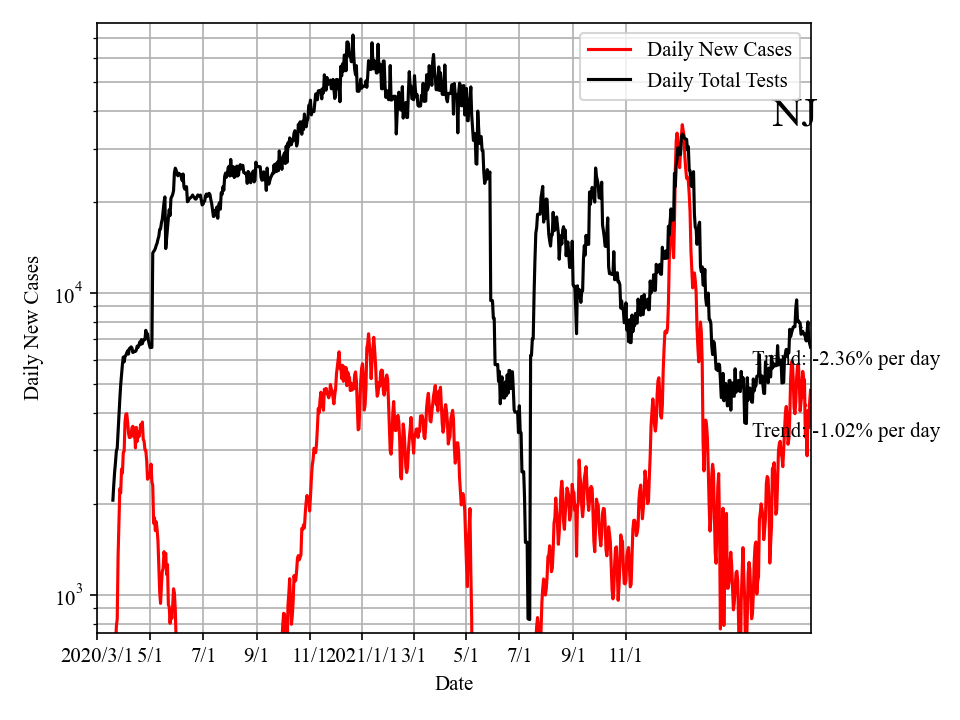 Daily New Cases
Daily Total Tests
NJ
Daily New Cases
10^4
10^3
Trend: -2.36% per day
Trend: -1.02% per day
2020/3/1 5/1 7/1 9/1 11/1 2021/1/1 3/1 5/1 7/1 9/1 11/1
Date